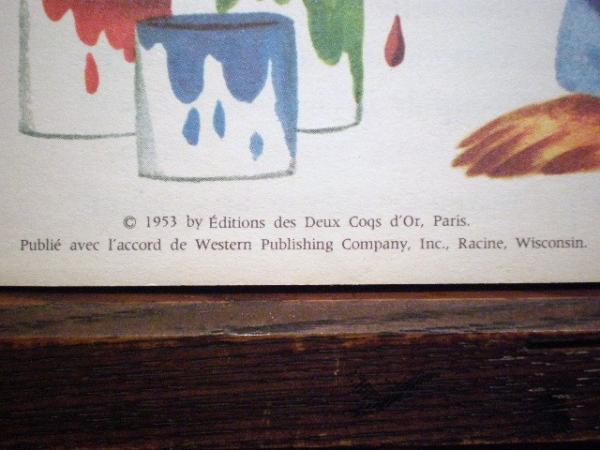 © 1953 by Éditions des Deux Coqs d'Or, Paris.
Publié avec l'accord de Western Publishing Company, Inc., Racine, Wisconsin.